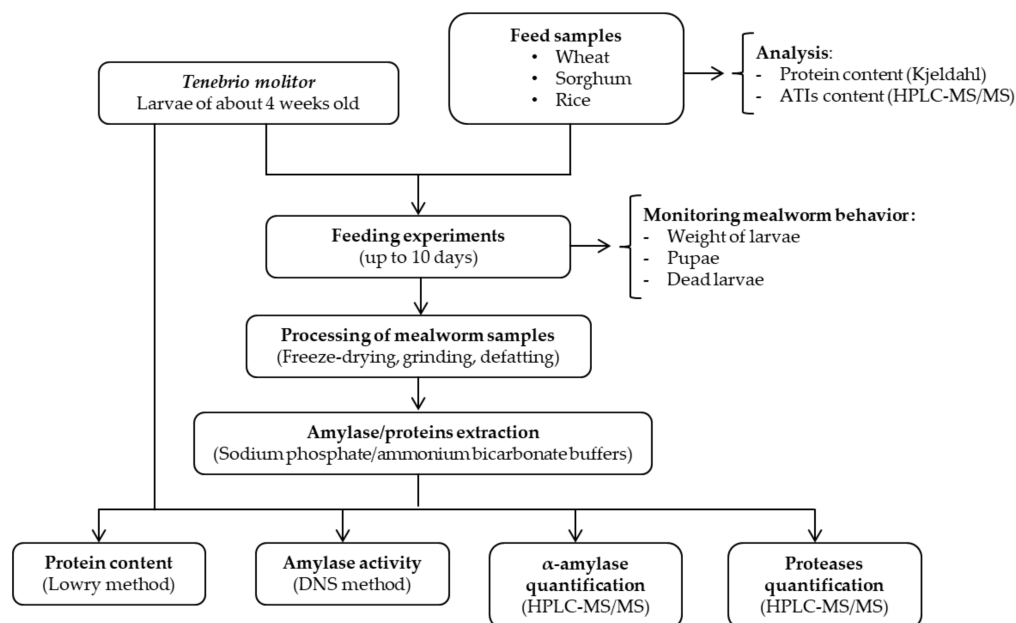 Feed samples
• Wheat
• Sorghum
• Rice
Analysis:
- Protein content (Kjeldahl)
- ATIs content (HPLC-MS/MS)
Tenebrio molitor
Larvae of about 4 weeks old
Feeding experiments
(up to 10 days)
Monitoring mealworm behavior:
- Weight of larvae
- Pupae
- Dead larvae
Processing of mealworm samples
(Freeze-drying, grinding, defatting)
Amylase/proteins extraction
(Sodium phosphate/ammonium bicarbonate buffers)
Protein content
(Lowry method)
Amylase activity
(DNS method)
α-amylase
quantification
(HPLC-MS/MS)
Proteases
quantification
(HPLC-MS/MS)